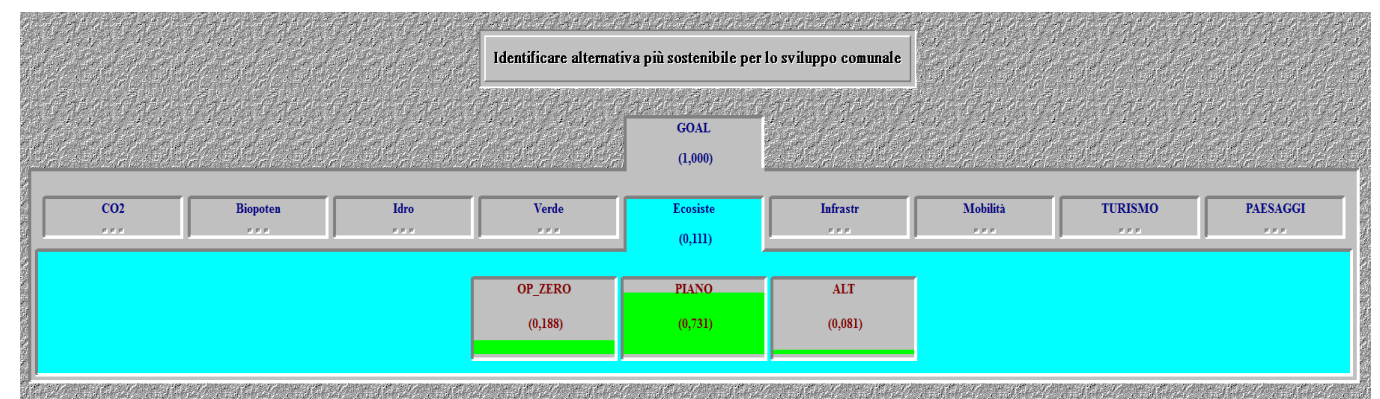 Identificare alternativa più sostenibile per lo sviluppo comunale
GOAL
(1,000)
CO2 Biopoten Idro Verde Ecosiste Infrastr Mobilità TURISMO PAESAGGI
(0,111)
OP_ZERO PIANO ALT
(0,188) (0,731) (0,081)